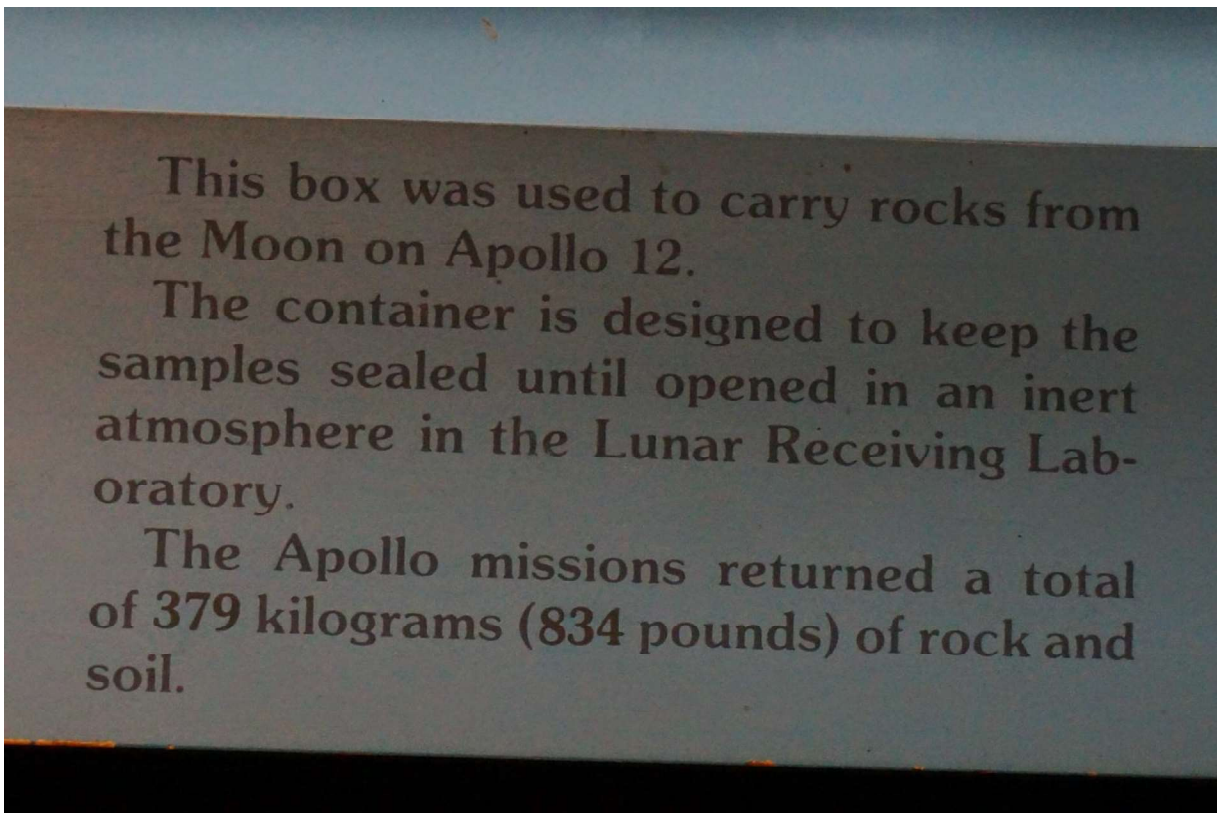 This box was used to carry rocks from
the Moon on Apollo 12.
The container is designed to keep the
samples sealed until opened in an inert
atmosphere in the Lunar Receiving Lab-
oratory.
The Apollo missions returned a total
of 379 kilograms (834 pounds) of rock and
soil.